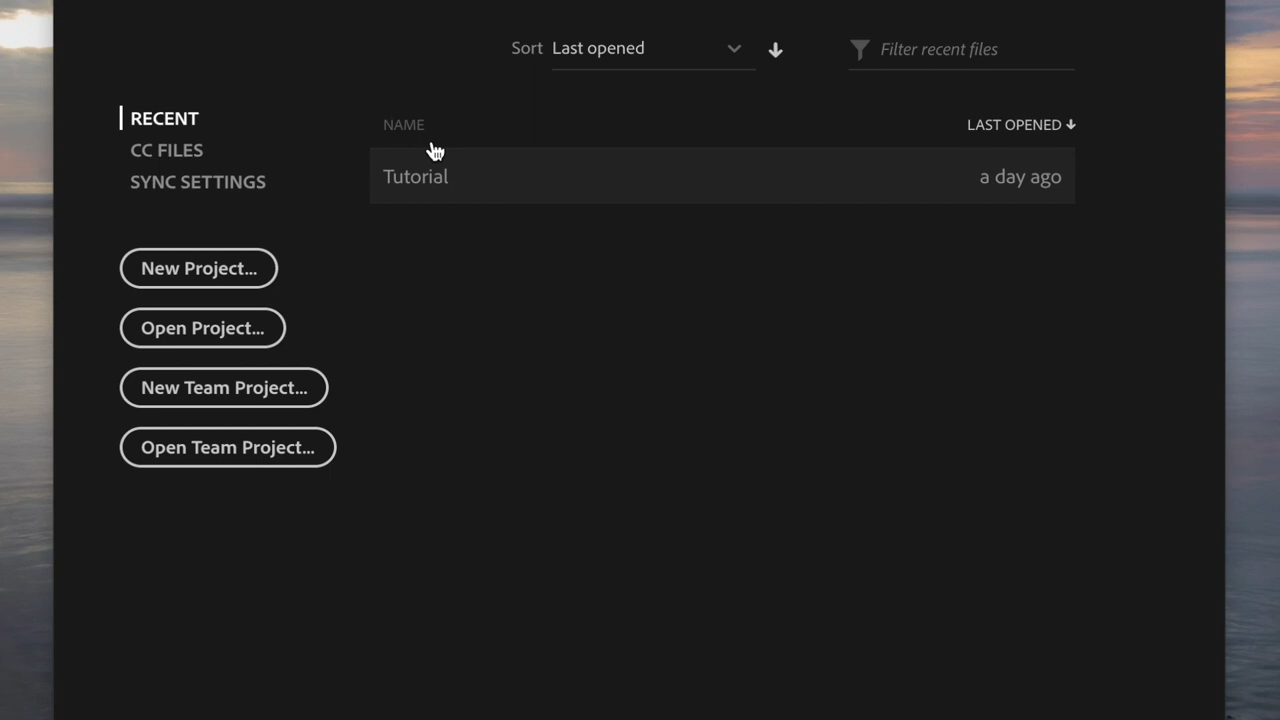 Sort Last opened
Filter recent files
RECENT
CC FILES
SYNC SETTINGS
NAME LAST OPENED
Tutorial a day ago
New Project...
Open Project...
New Team Project...
Open Team Project...